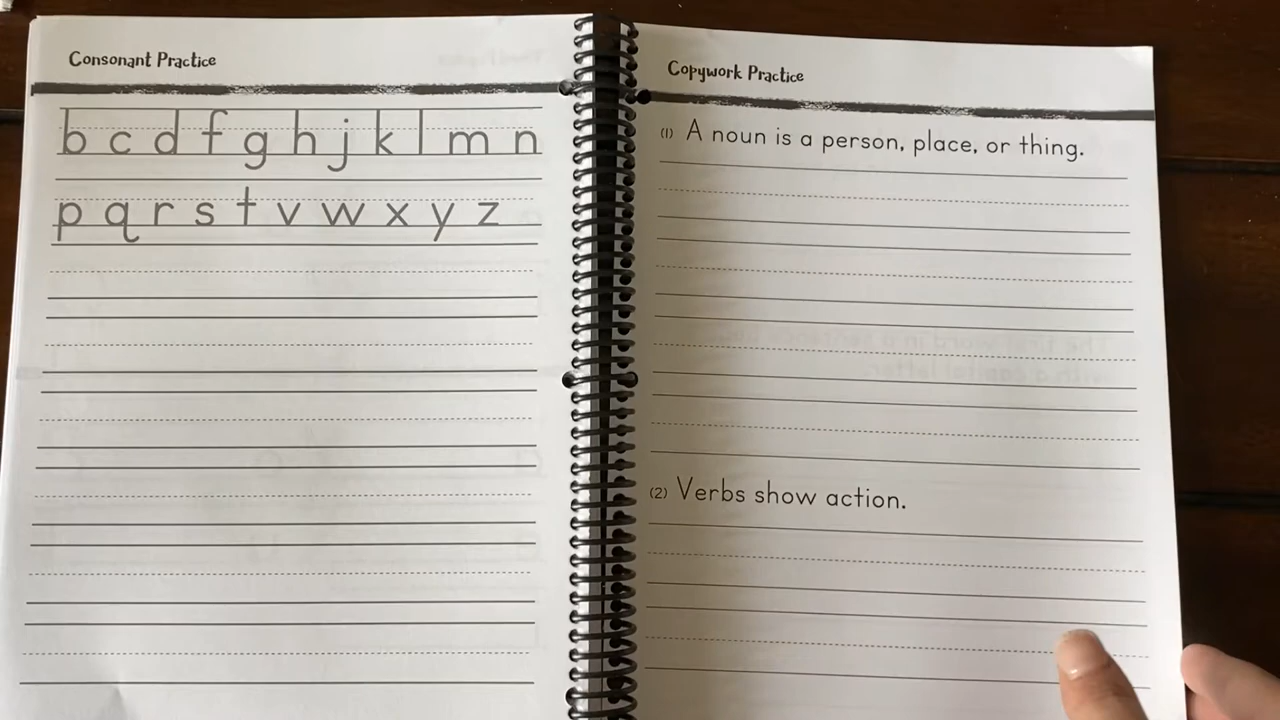 Consonant Practice
b c d f g h j k l m n
p q r s t v w x y z
Copywork Practice
(1) A noun is a person, place, or thing.
(2) Verbs show action.